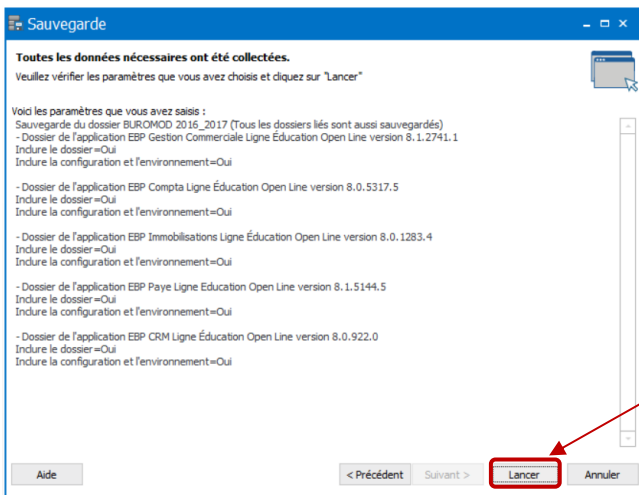 Sauvegarde
Toutes les données nécessaires ont été collectées.
Veuillez vérifier les paramètres que vous avez choisis et cliquez sur "Lancer"
Voici les paramètres que vous avez saisis :
Sauvegarde du dossier BUROMOD 2016_2017 (Tous les dossiers liés sont aussi sauvegardés)
- Dossier de l'application EBP Gestion Commerciale Ligne Éducation Open Line version 8.1.2741.1
Inclure le dossier=Oui
Inclure la configuration et l'environnement=Oui
- Dossier de l'application EBP Compta Ligne Éducation Open Line version 8.0.5317.5
Inclure le dossier=Oui
Inclure la configuration et l'environnement=Oui
- Dossier de l'application EBP Immobilisations Ligne Éducation Open Line version 8.0.1283.4
Inclure le dossier=Oui
Inclure la configuration et l'environnement=Oui
- Dossier de l'application EBP Paye Ligne Education Open Line version 8.1.5144.5
Inclure le dossier=Oui
Inclure la configuration et l'environnement=Oui
- Dossier de l'application EBP CRM Ligne Éducation Open Line version 8.0.922.0
Inclure le dossier=Oui
Inclure la configuration et l'environnement=Oui
Aide < Précédent Suivant > Lancer Annuler